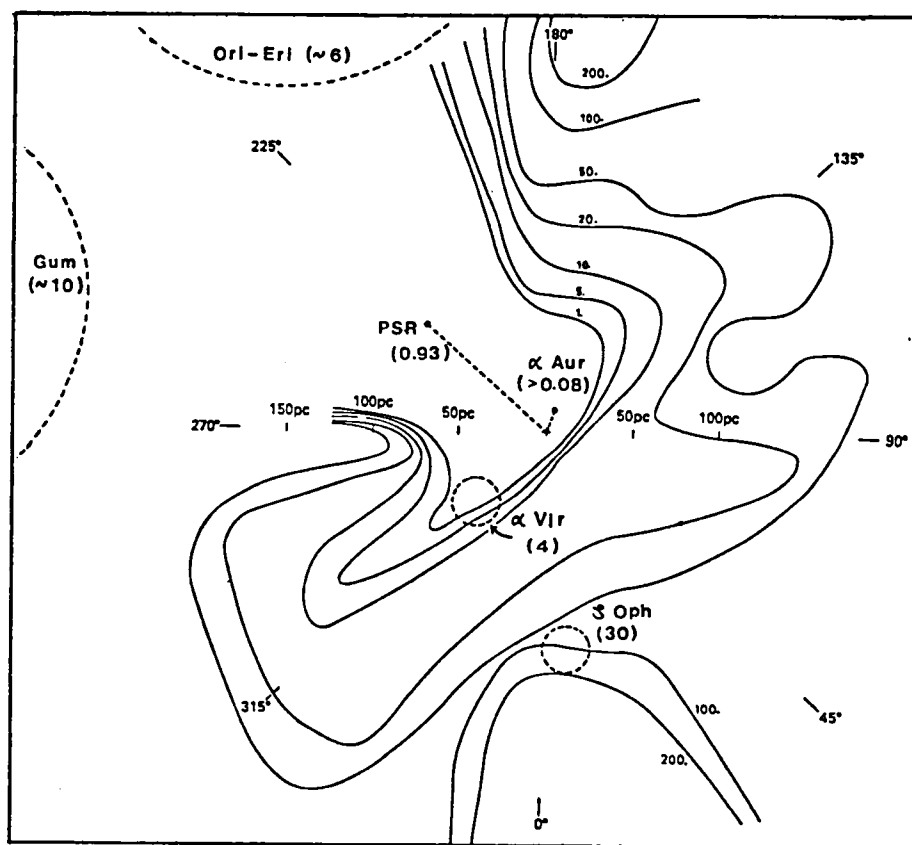 Ori-Eri (~6)
180°
200.
100.
225°
135°
50.
20.
Gum
(~10)
10.
5.
PSR
(0.93)
α Aur
(>0.08)
150pc
100pc
50pc
50pc
100pc
270°
90°
α Vir
(4)
ζ Oph
(30)
315°
100.
45°
200.
0°